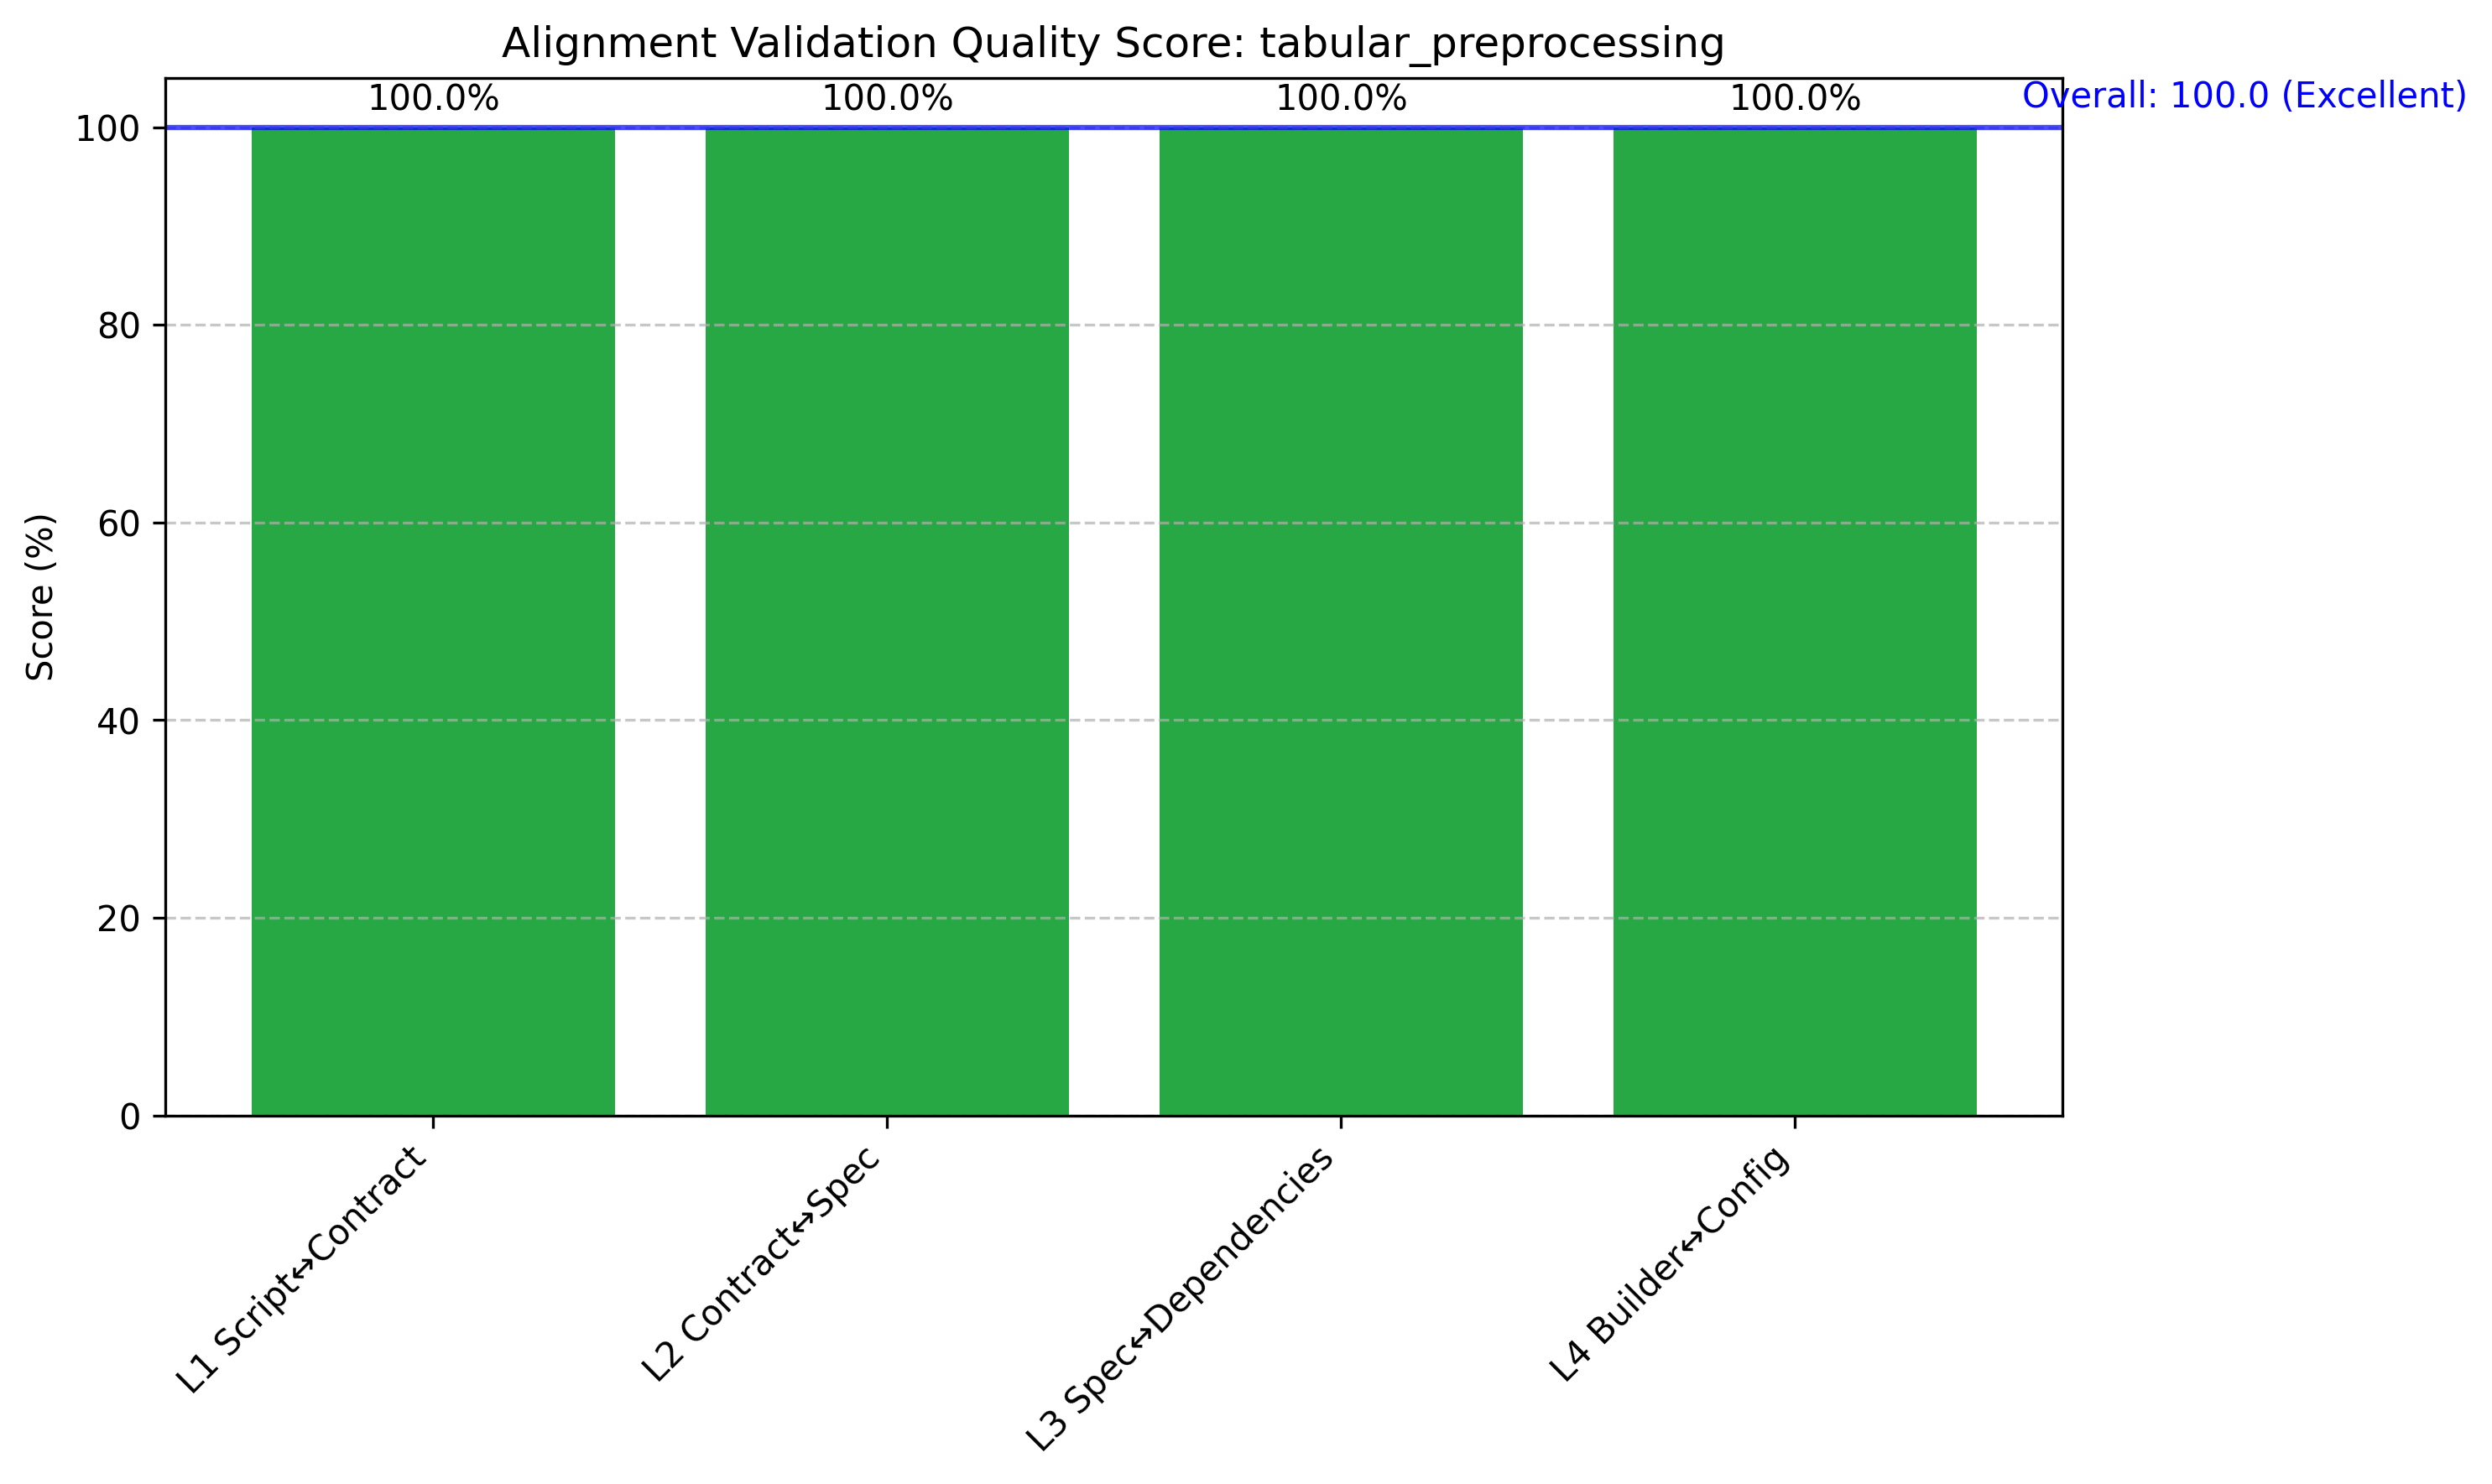 Alignment Validation Quality Score: tabular_preprocessing
100.0%
100.0%
100.0%
100.0%
Overall: 100.0 (Excellent)
100
80
60
40
20
0
Score (%)
L1 Script↔Contract
L2 Contract↔Spec
L3 Spec↔Dependencies
L4 Builder↔Config